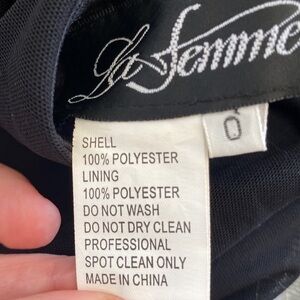 La Femme
0
SHELL
100% POLYESTER
LINING
100% POLYESTER
DO NOT WASH
DO NOT DRY CLEAN
PROFESSIONAL
SPOT CLEAN ONLY
MADE IN CHINA